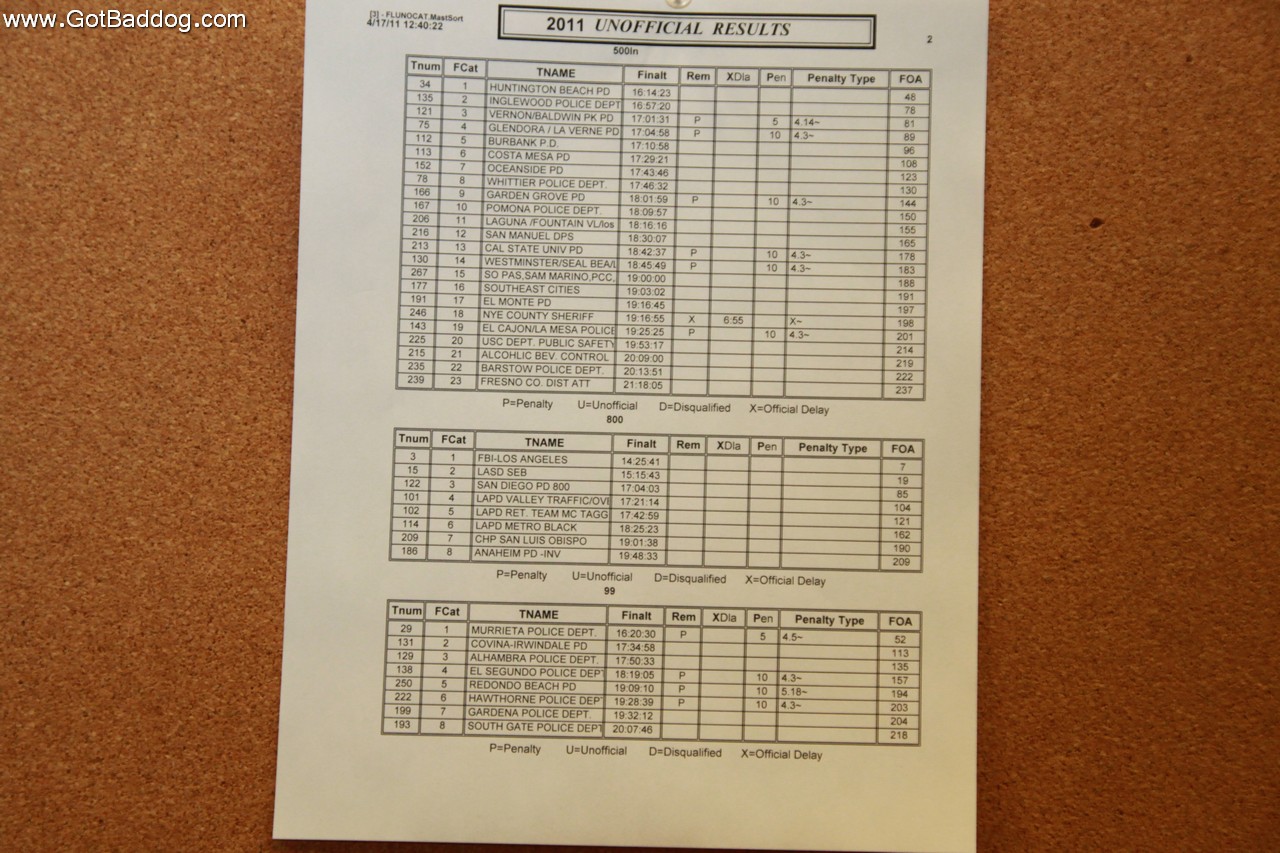 www.GotBaddog.com
[3] - FLUNOCAT.MastSort
4/17/11 12:40:22
2011 UNOFFICIAL RESULTS
2
500In
Tnum FCat TNAME Finalt Rem XDla Pen Penalty Type FOA
34 1 HUNTINGTON BEACH PD 16:14:23 48
135 2 INGLEWOOD POLICE DEPT 16:57:20 78
121 3 VERNON/BALDWIN PK PD 17:01:31 P 5 4.14~ 81
75 4 GLENDORA / LA VERNE PD 17:04:58 P 10 4.3~ 89
112 5 BURBANK P.D. 17:10:58 96
113 6 COSTA MESA PD 17:29:21 108
152 7 OCEANSIDE PD 17:43:46 123
78 8 WHITTIER POLICE DEPT. 17:46:32 130
166 9 GARDEN GROVE PD 18:01:59 P 10 4.3~ 144
167 10 POMONA POLICE DEPT. 18:09:57 150
206 11 LAGUNA /FOUNTAIN VL/los 18:16:16 155
216 12 SAN MANUEL DPS 18:30:07 165
213 13 CAL STATE UNIV PD 18:42:37 P 10 4.3~ 178
130 14 WESTMINSTER/SEAL BEA/L 18:45:49 P 10 4.3~ 183
267 15 SO PAS,SAM MARINO,PCC, 19:00:00 188
177 16 SOUTHEAST CITIES 19:03:02 191
191 17 EL MONTE PD 19:16:45 197
246 18 NYE COUNTY SHERIFF 19:16:55 X 6:55 X~ 198
143 19 EL CAJON/LA MESA POLICE 19:25:25 P 10 4.3~ 201
225 20 USC DEPT. PUBLIC SAFETY 19:53:17 214
215 21 ALCOHLIC BEV. CONTROL 20:09:00 219
235 22 BARSTOW POLICE DEPT. 20:13:51 222
239 23 FRESNO CO. DIST ATT 21:18:05 237
P=Penalty U=Unofficial D=Disqualified X=Official Delay
800
Tnum FCat TNAME Finalt Rem XDla Pen Penalty Type FOA
3 1 FBI-LOS ANGELES 14:25:41 7
15 2 LASD SEB 15:15:43 19
122 3 SAN DIEGO PD 800 17:04:03 85
101 4 LAPD VALLEY TRAFFIC/OVI 17:21:14 104
102 5 LAPD RET. TEAM MC TAGG 17:42:59 121
114 6 LAPD METRO BLACK 18:25:23 162
209 7 CHP SAN LUIS OBISPO 19:01:38 190
186 8 ANAHEIM PD -INV 19:48:33 209
P=Penalty U=Unofficial D=Disqualified X=Official Delay
99
Tnum FCat TNAME Finalt Rem XDla Pen Penalty Type FOA
29 1 MURRIETA POLICE DEPT. 16:20:30 P 5 4.5~ 52
131 2 COVINA-IRWINDALE PD 17:34:58 113
129 3 ALHAMBRA POLICE DEPT. 17:50:33 135
138 4 EL SEGUNDO POLICE DEPT 18:19:05 P 10 4.3~ 157
250 5 REDONDO BEACH PD 19:09:10 P 10 5.18~ 194
222 6 HAWTHORNE POLICE DEPT 19:28:39 P 10 4.3~ 203
199 7 GARDENA POLICE DEPT. 19:32:12 204
193 8 SOUTH GATE POLICE DEPT 20:07:46 218
P=Penalty U=Unofficial D=Disqualified X=Official Delay